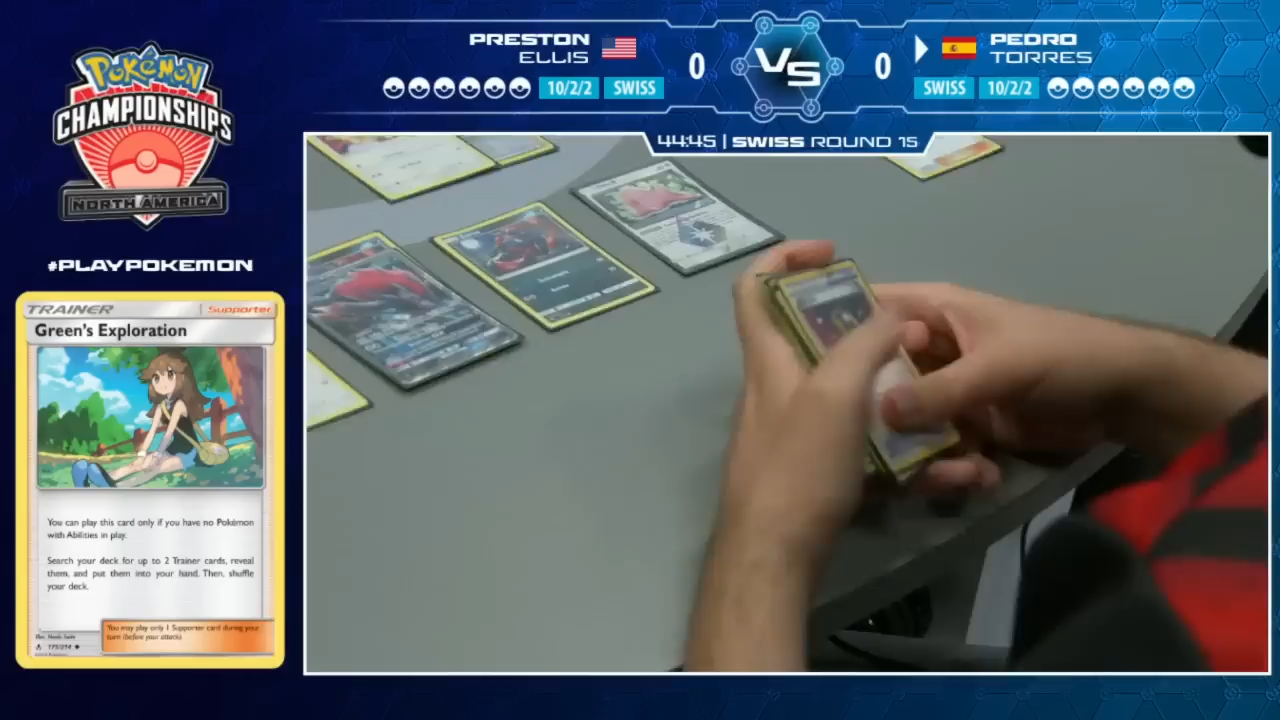 PRESTON
ELLIS
0
VS
0
PEDRO
TORRES
10/2/2
SWISS
SWISS
10/2/2
44:45 | SWISS ROUND 15
POKéMON
CHAMPIONSHIPS
NORTH AMERICA
#PLAYPOKEMON
TRAINER
Supporter
Green's Exploration
You can play this card only if you have no Pokémon
with Abilities in play.
Search your deck for up to 2 Trainer cards, reveal
them, and put them into your hand. Then, shuffle
your deck.
You may play only 1 Supporter card during your
turn (before your attack).
175/214